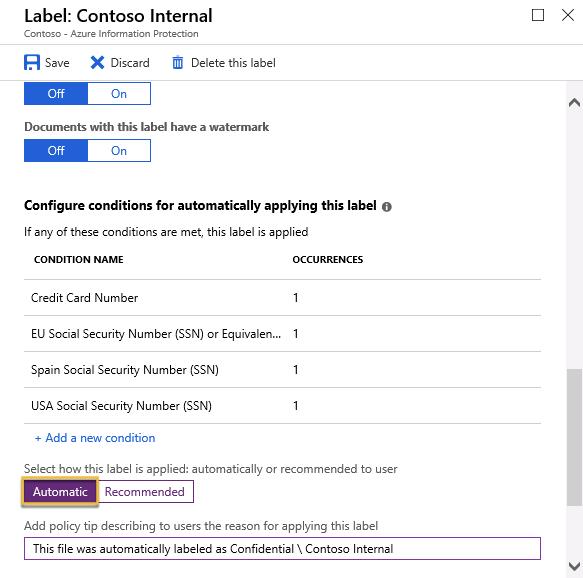 Label: Contoso Internal
Contoso - Azure Information Protection
Save Discard Delete this label
Off On
Documents with this label have a watermark
Off On
Configure conditions for automatically applying this label
If any of these conditions are met, this label is applied
CONDITION NAME OCCURRENCES
Credit Card Number 1
EU Social Security Number (SSN) or Equivalen... 1
Spain Social Security Number (SSN) 1
USA Social Security Number (SSN) 1
+ Add a new condition
Select how this label is applied: automatically or recommended to user
Automatic Recommended
Add policy tip describing to users the reason for applying this label
This file was automatically labeled as Confidential \ Contoso Internal